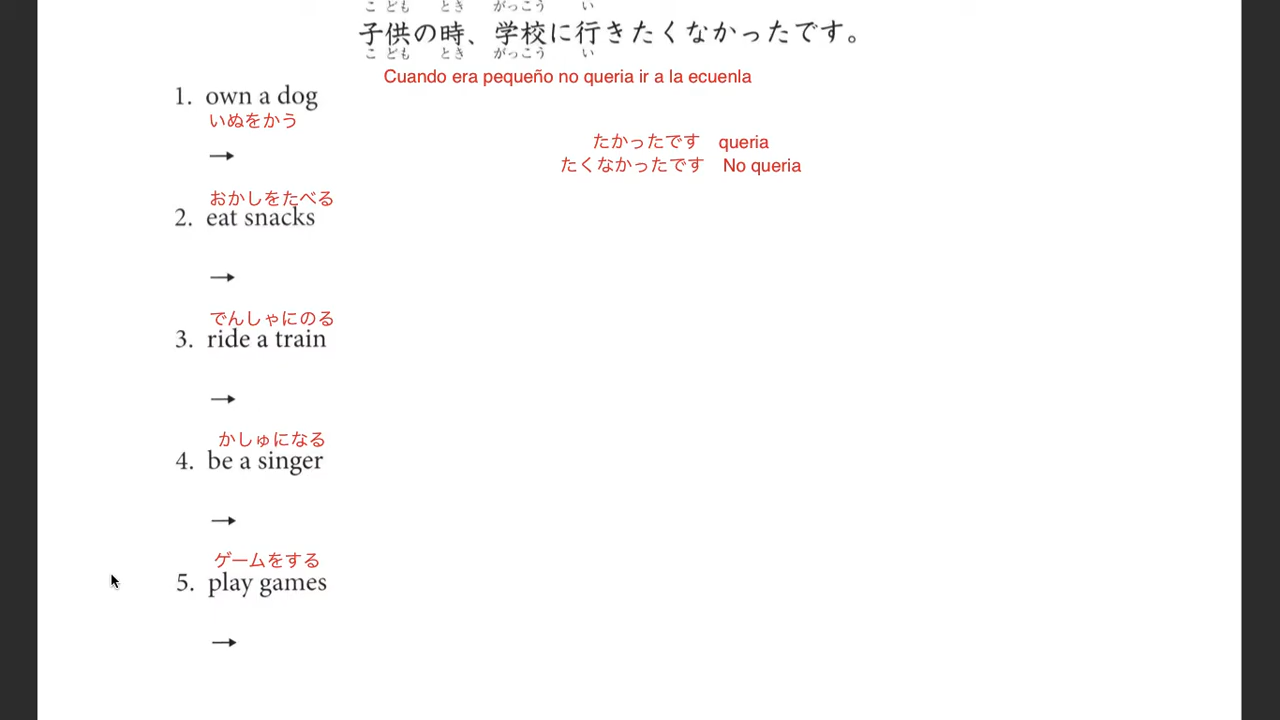 こ ども とき がっこう い
子供の時、学校に行きたくなかったです。
こ ども とき がっこう い
Cuando era pequeño no queria ir a la ecuenla
1. own a dog
いぬをかう
→
たかったです queria
たくなかったです No queria
おかしをたべる
2. eat snacks
→
でんしゃにのる
3. ride a train
→
かしゅになる
4. be a singer
→
ゲームをする
5. play games
→